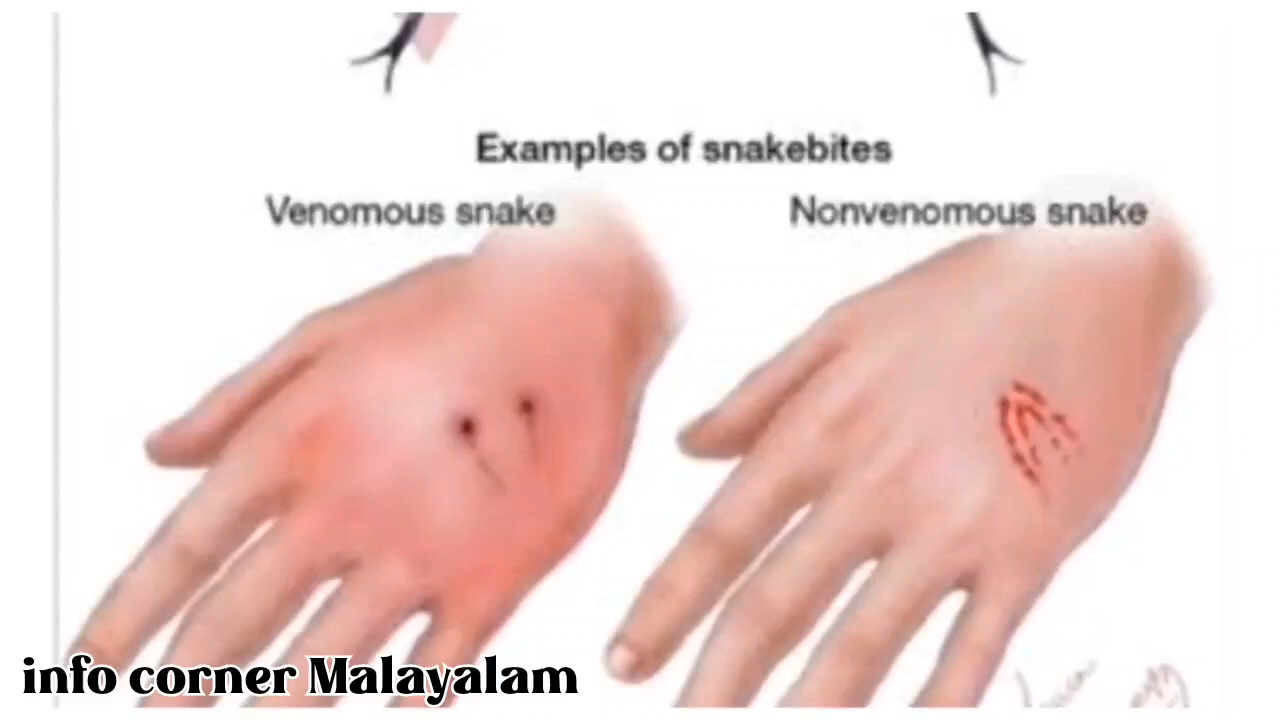 Examples of snakebites
Venomous snake
Nonvenomous snake
info corner Malayalam